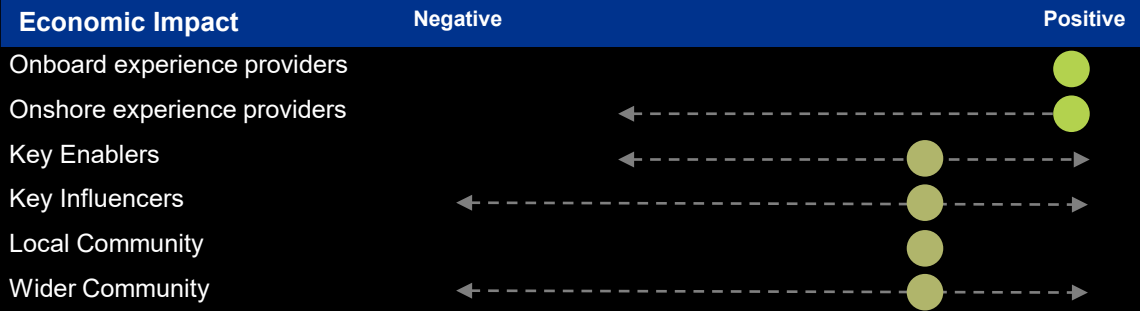 Economic Impact Negative Positive
Onboard experience providers
Onshore experience providers
Key Enablers
Key Influencers
Local Community
Wider Community